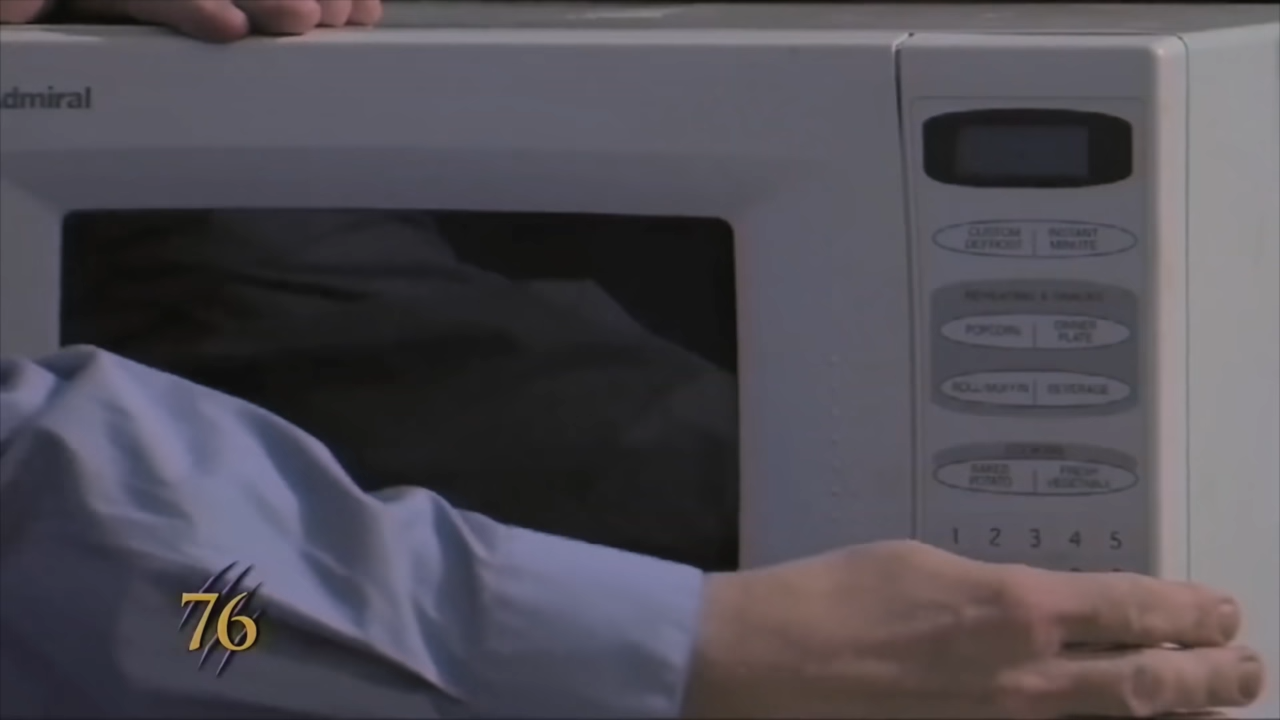 Admiral
CUSTOM DEFROST
INSTANT MINUTE
REHEATING & SNACKS
POPCORN
DINNER PLATE
ROLL/MUFFIN
BEVERAGE
COOKING
BAKED POTATO
FRESH VEGETABLE
1 2 3 4 5
76